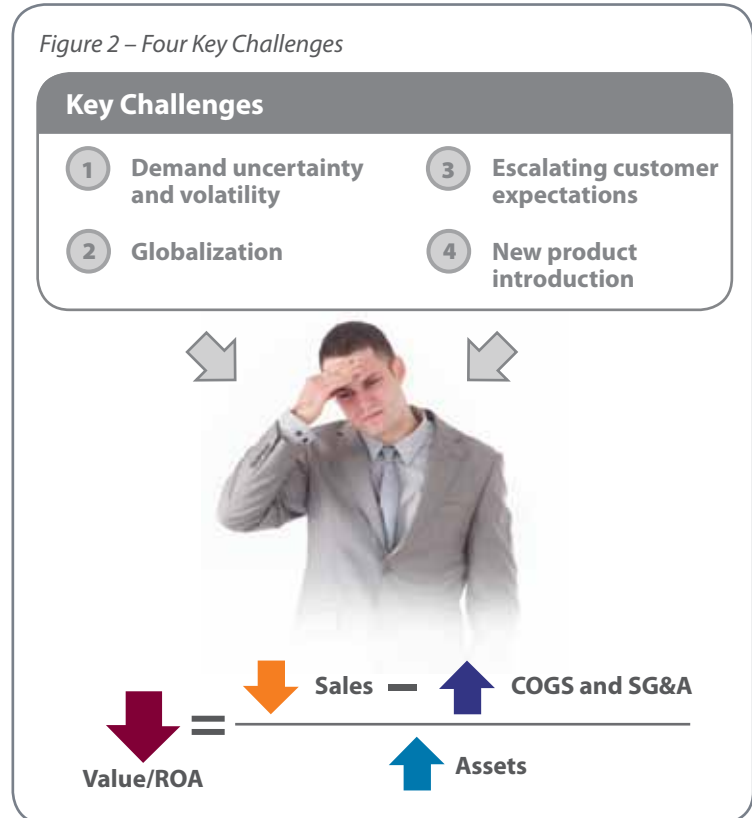 Figure 2 – Four Key Challenges
Key Challenges
1 Demand uncertainty
and volatility
2 Globalization
3 Escalating customer
expectations
4 New product
introduction
Sales – COGS and SG&A
=
Assets
Value/ROA